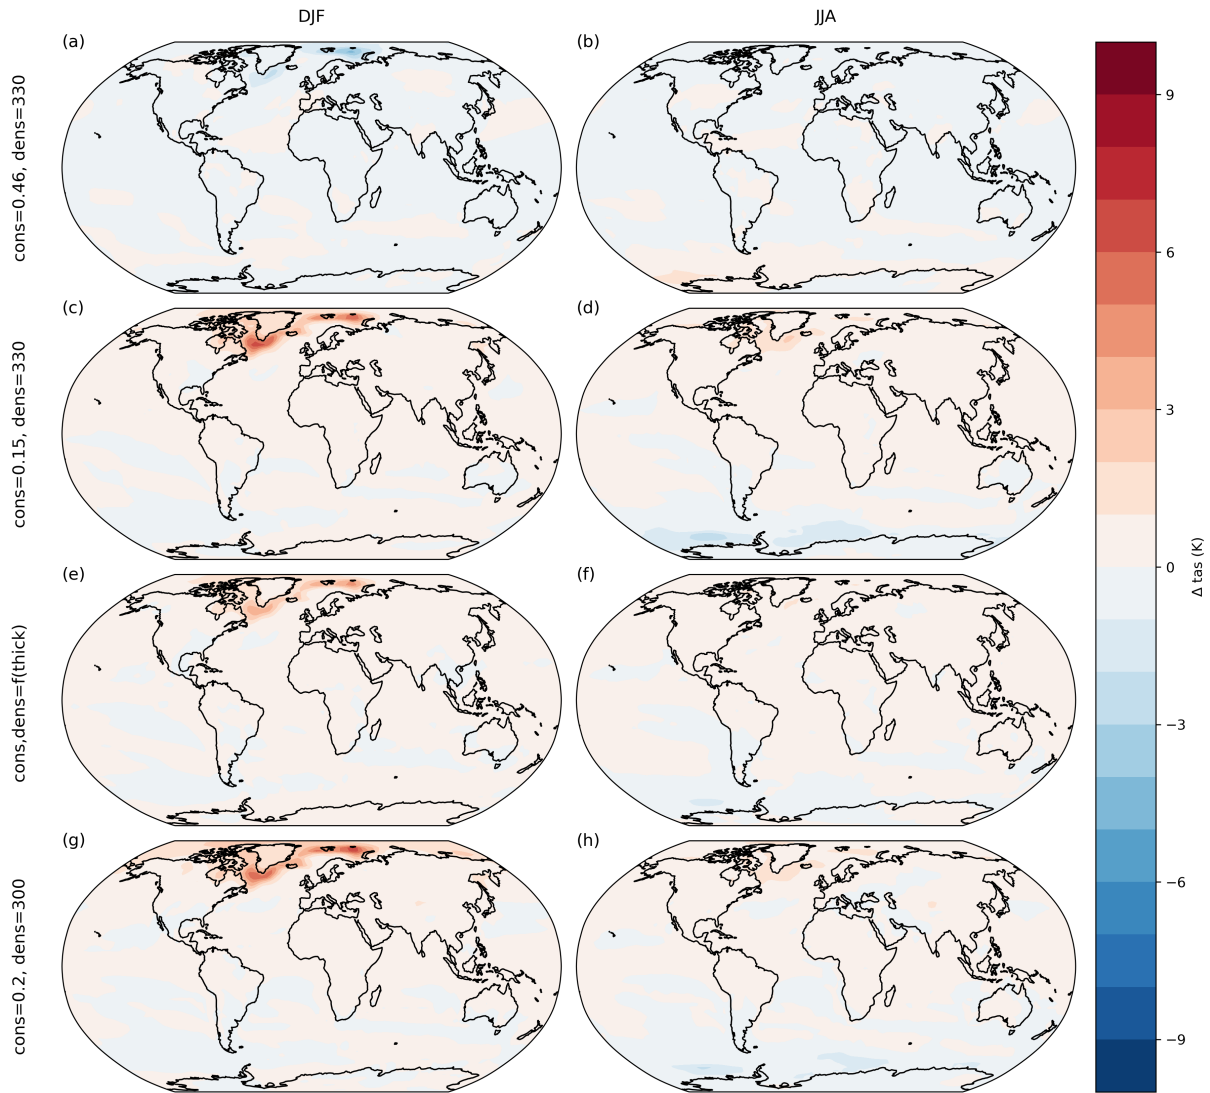 DJF
JJA
(a)
(b)
cons=0.46, dens=330
(c)
(d)
cons=0.15, dens=330
(e)
(f)
cons,dens=f(thick)
(g)
(h)
cons=0.2, dens=300
9
6
3
0
−3
−6
−9
Δ tas (K)